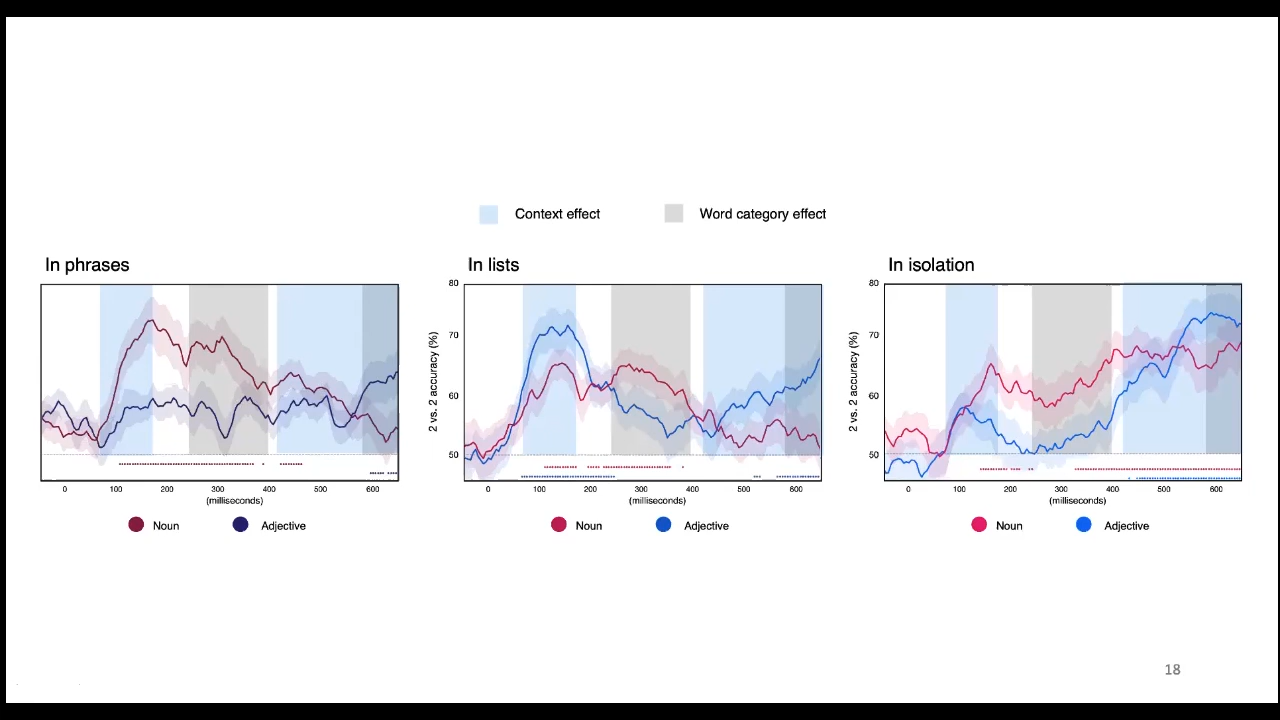 Context effect
Word category effect
In phrases
In lists
In isolation
80
70
60
50
2 vs. 2 accuracy (%)
80
70
60
50
2 vs. 2 accuracy (%)
0 100 200 300 400 500 600
(milliseconds)
0 100 200 300 400 500 600
(milliseconds)
0 100 200 300 400 500 600
(milliseconds)
Noun
Adjective
Noun
Adjective
Noun
Adjective
18